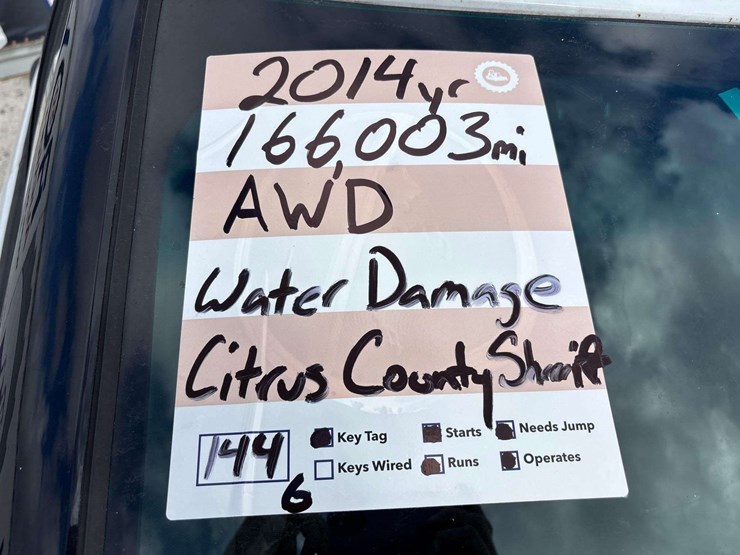 2014yr
166,003mi
AWD
Water Damage
Citrus County Sheriff
144
6
Key Tag
Starts
Needs Jump
Keys Wired
Runs
Operates